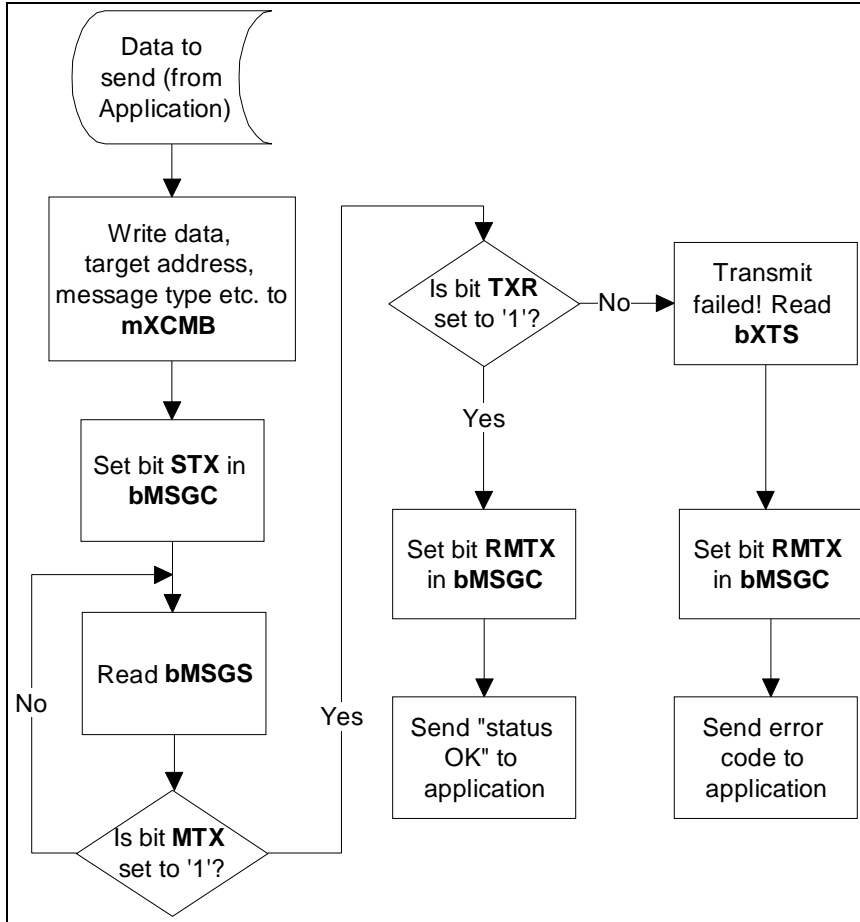 Data to
send (from
Application)
Write data,
target address,
message type etc. to
mXCMB
Set bit STX in
bMSGC
Read bMSGS
No
Is bit MTX
set to '1'?
Yes
Is bit TXR
set to '1'?
No
Transmit
failed! Read
bXTS
Yes
Set bit RMTX
in bMSGC
Set bit RMTX
in bMSGC
Send "status
OK" to
application
Send error
code to
application